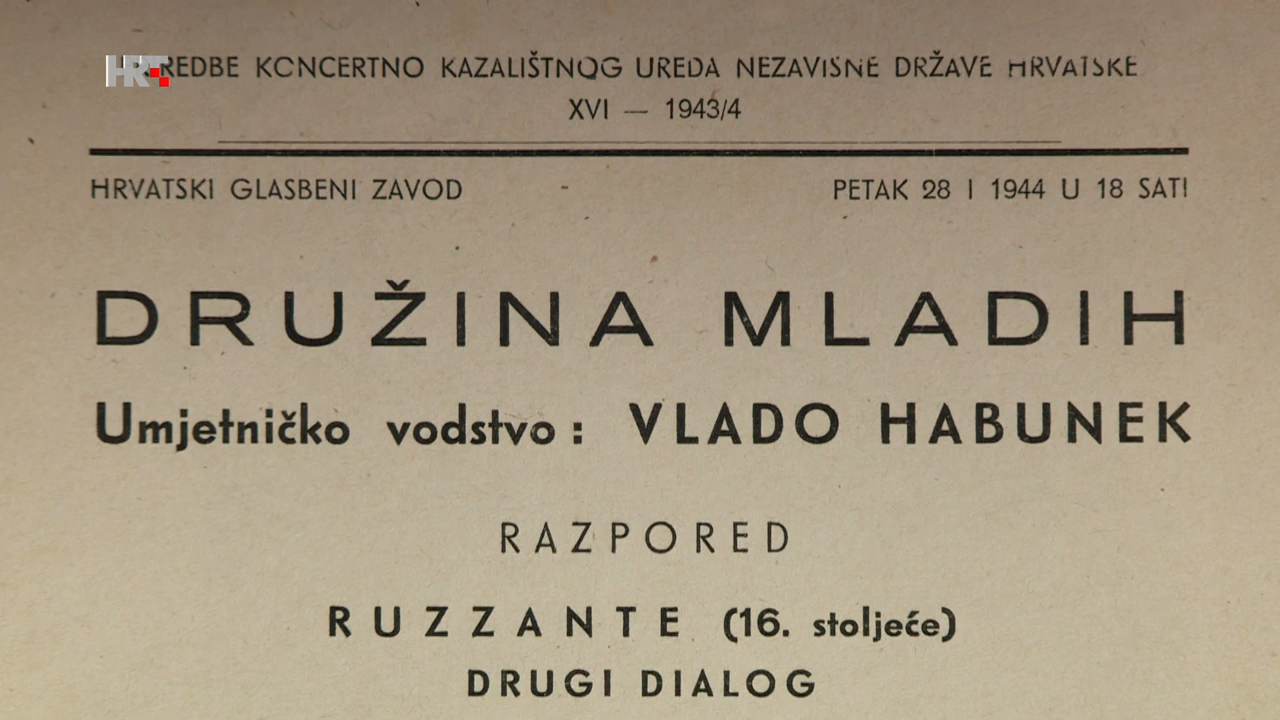 HRT
KONCERTNO KAZALIŠTNOG UREDA NEZAVISNE DRŽAVE HRVATSKE
XVI — 1943/4
HRVATSKI GLASBENI ZAVOD
PETAK 28 I 1944 U 18 SATI
DRUŽINA MLADIH
Umjetničko vodstvo: VLADO HABUNEK
RAZPORED
RUZZANTE (16. stoljeće)
DRUGI DIALOG